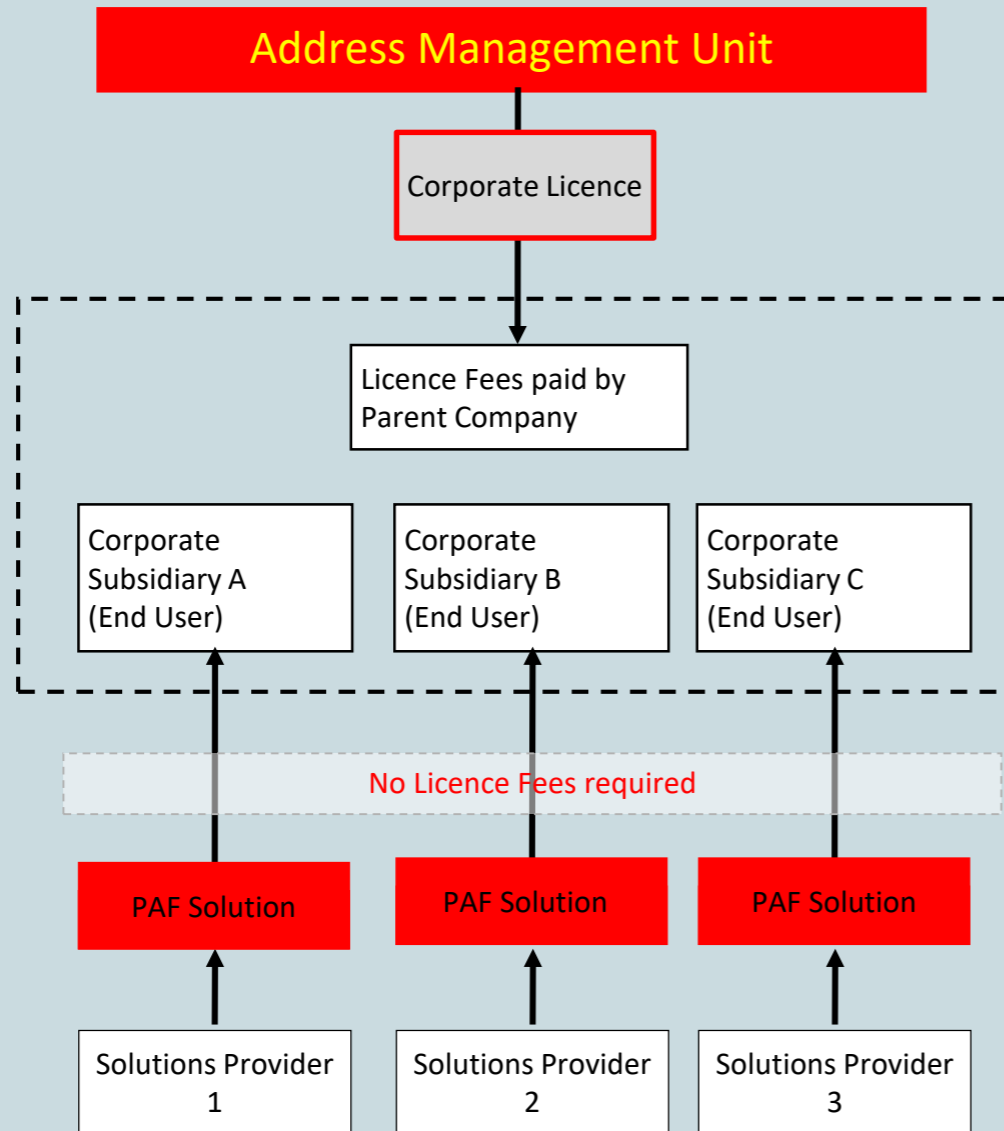 Address Management Unit
Corporate Licence
Licence Fees paid by
Parent Company
Corporate
Subsidiary A
(End User)
Corporate
Subsidiary B
(End User)
Corporate
Subsidiary C
(End User)
No Licence Fees required
PAF Solution
PAF Solution
PAF Solution
Solutions Provider
1
Solutions Provider
2
Solutions Provider
3